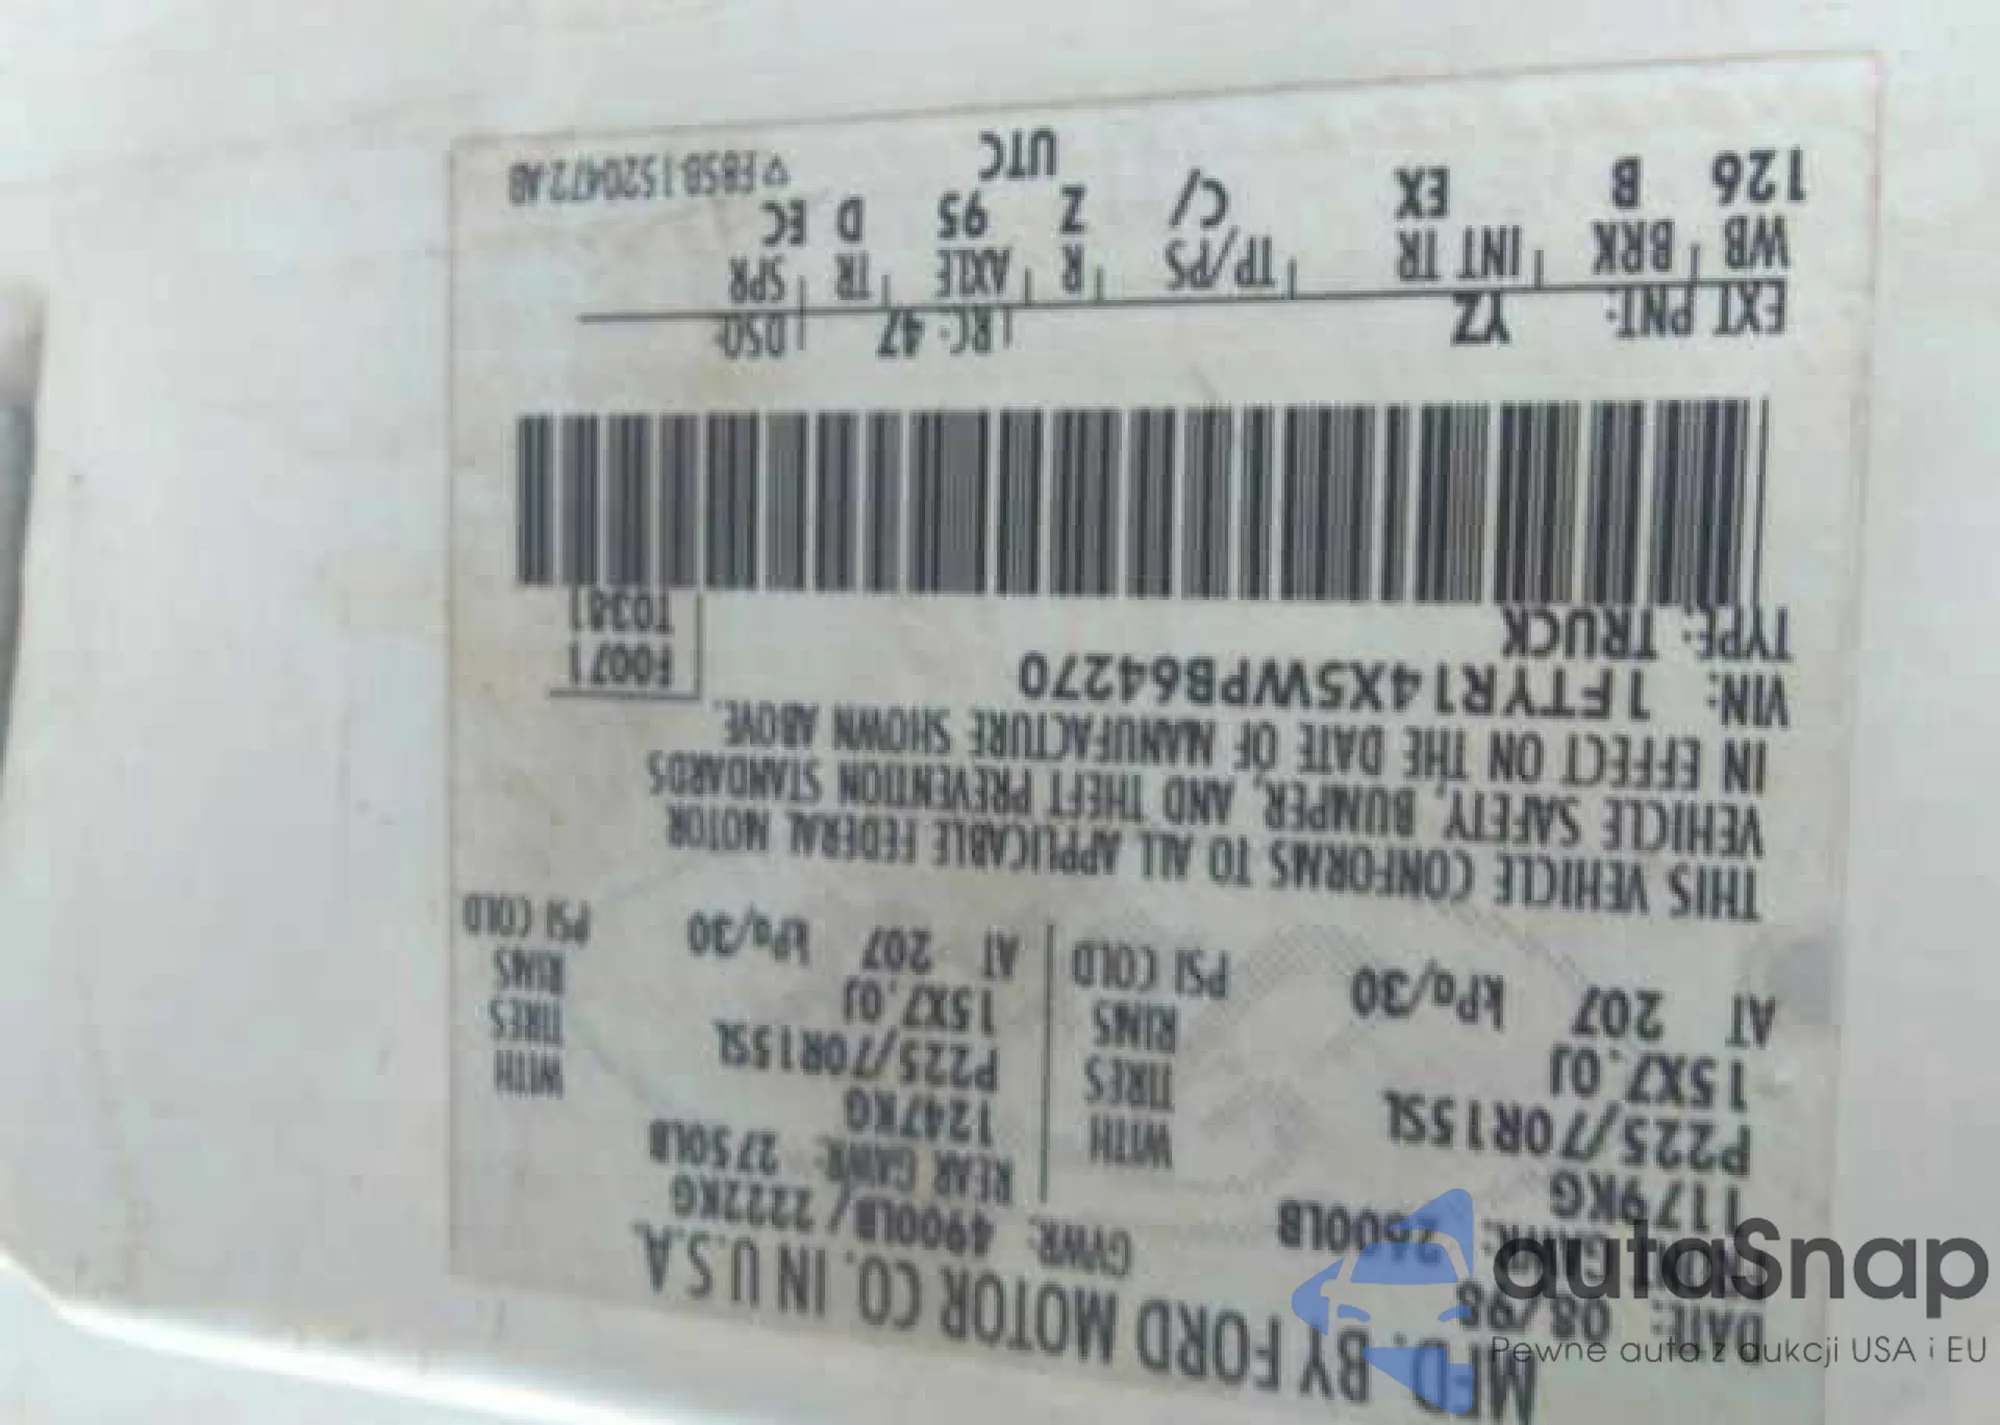 MFD. BY FORD MOTOR CO. IN U.S.A.
DATE: 08/98 GVWR: 4900LB/ 2222KG
FRONT GAWR: 2600LB REAR GAWR: 2750LB
1179KG 1247KG
P225/70R15SL WITH TIRES P225/70R15SL WITH TIRES
15X7.0J RIMS 15X7.0J RIMS
AT 207 kPa/30 PSI COLD AT 207 kPa/30 PSI COLD
THIS VEHICLE CONFORMS TO ALL APPLICABLE FEDERAL MOTOR
VEHICLE SAFETY, BUMPER, AND THEFT PREVENTION STANDARDS
IN EFFECT ON THE DATE OF MANUFACTURE SHOWN ABOVE.
VIN: 1FTYR14X5WPB64270 F0071
TYPE: TRUCK T0381
EXT PNT: YZ RC: 47 DSO:
WB BRK INT TR TP/PS R AXLE TR SPR
126 B EX C/ Z 95 D EC
UTC
▽ F85B1520472AB
autaSnap
Pewne auta z aukcji USA i EU